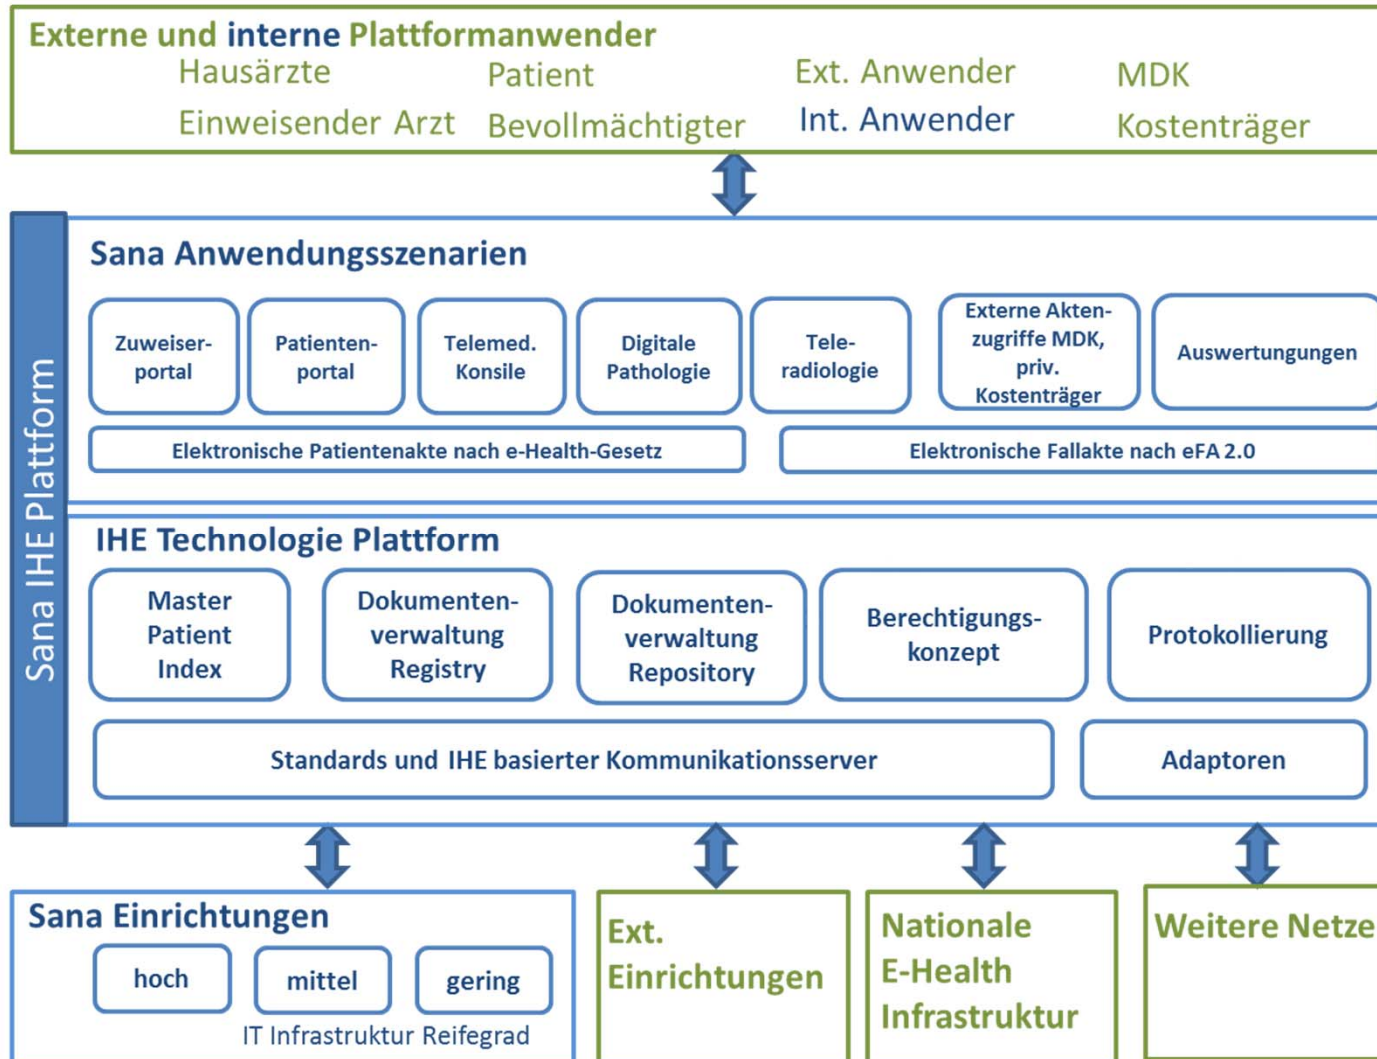 Externe und interne Plattformanwender
Hausärzte
Patient
Ext. Anwender
MDK
Einweisender Arzt
Bevollmächtigter
Int. Anwender
Kostenträger
Sana IHE Plattform
Sana Anwendungsszenarien
Zuweiser-
portal
Patienten-
portal
Telemed.
Konsile
Digitale
Pathologie
Tele-
radiologie
Externe Akten-
zugriffe MDK,
priv.
Kostenträger
Auswertungungen
Elektronische Patientenakte nach e-Health-Gesetz
Elektronische Fallakte nach eFA 2.0
IHE Technologie Plattform
Master
Patient
Index
Dokumenten-
verwaltung
Registry
Dokumenten-
verwaltung
Repository
Berechtigungs-
konzept
Protokollierung
Standards und IHE basierter Kommunikationsserver
Adaptoren
Sana Einrichtungen
hoch
mittel
gering
IT Infrastruktur Reifegrad
Ext.
Einrichtungen
Nationale
E-Health
Infrastruktur
Weitere Netze